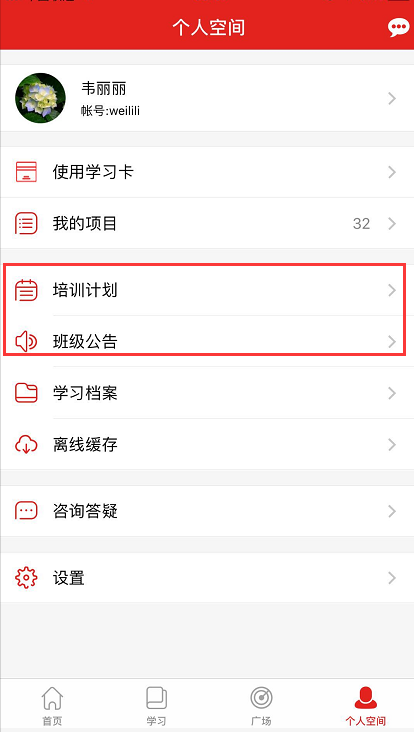 个人空间
韦丽丽
帐号:weilili
使用学习卡
我的项目 32
培训计划
班级公告
学习档案
离线缓存
咨询答疑
设置
首页 学习 广场 个人空间